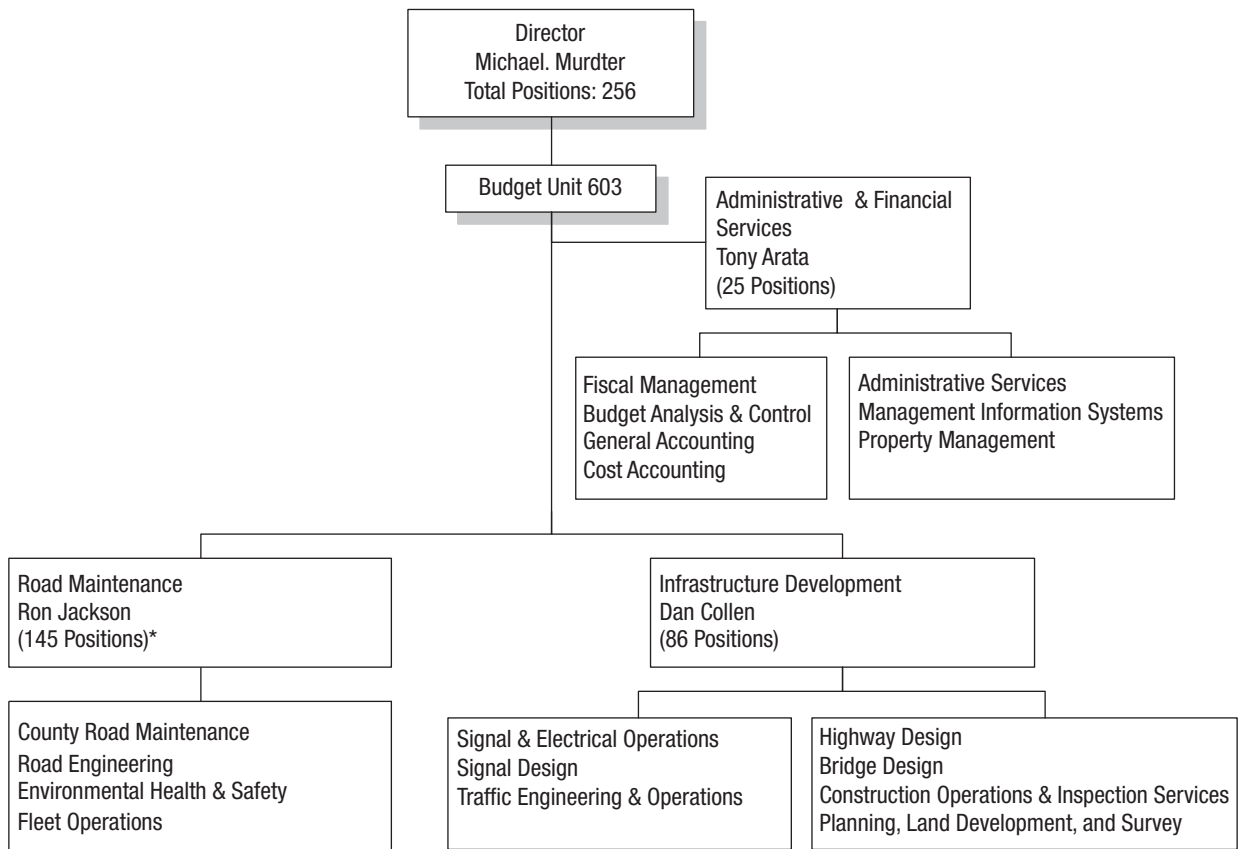 Director
Michael. Murdter
Total Positions: 256
Budget Unit 603
Administrative & Financial
Services
Tony Arata
(25 Positions)
Fiscal Management
Budget Analysis & Control
General Accounting
Cost Accounting
Administrative Services
Management Information Systems
Property Management
Road Maintenance
Ron Jackson
(145 Positions)*
Infrastructure Development
Dan Collen
(86 Positions)
County Road Maintenance
Road Engineering
Environmental Health & Safety
Fleet Operations
Signal & Electrical Operations
Signal Design
Traffic Engineering & Operations
Highway Design
Bridge Design
Construction Operations & Inspection Services
Planning, Land Development, and Survey